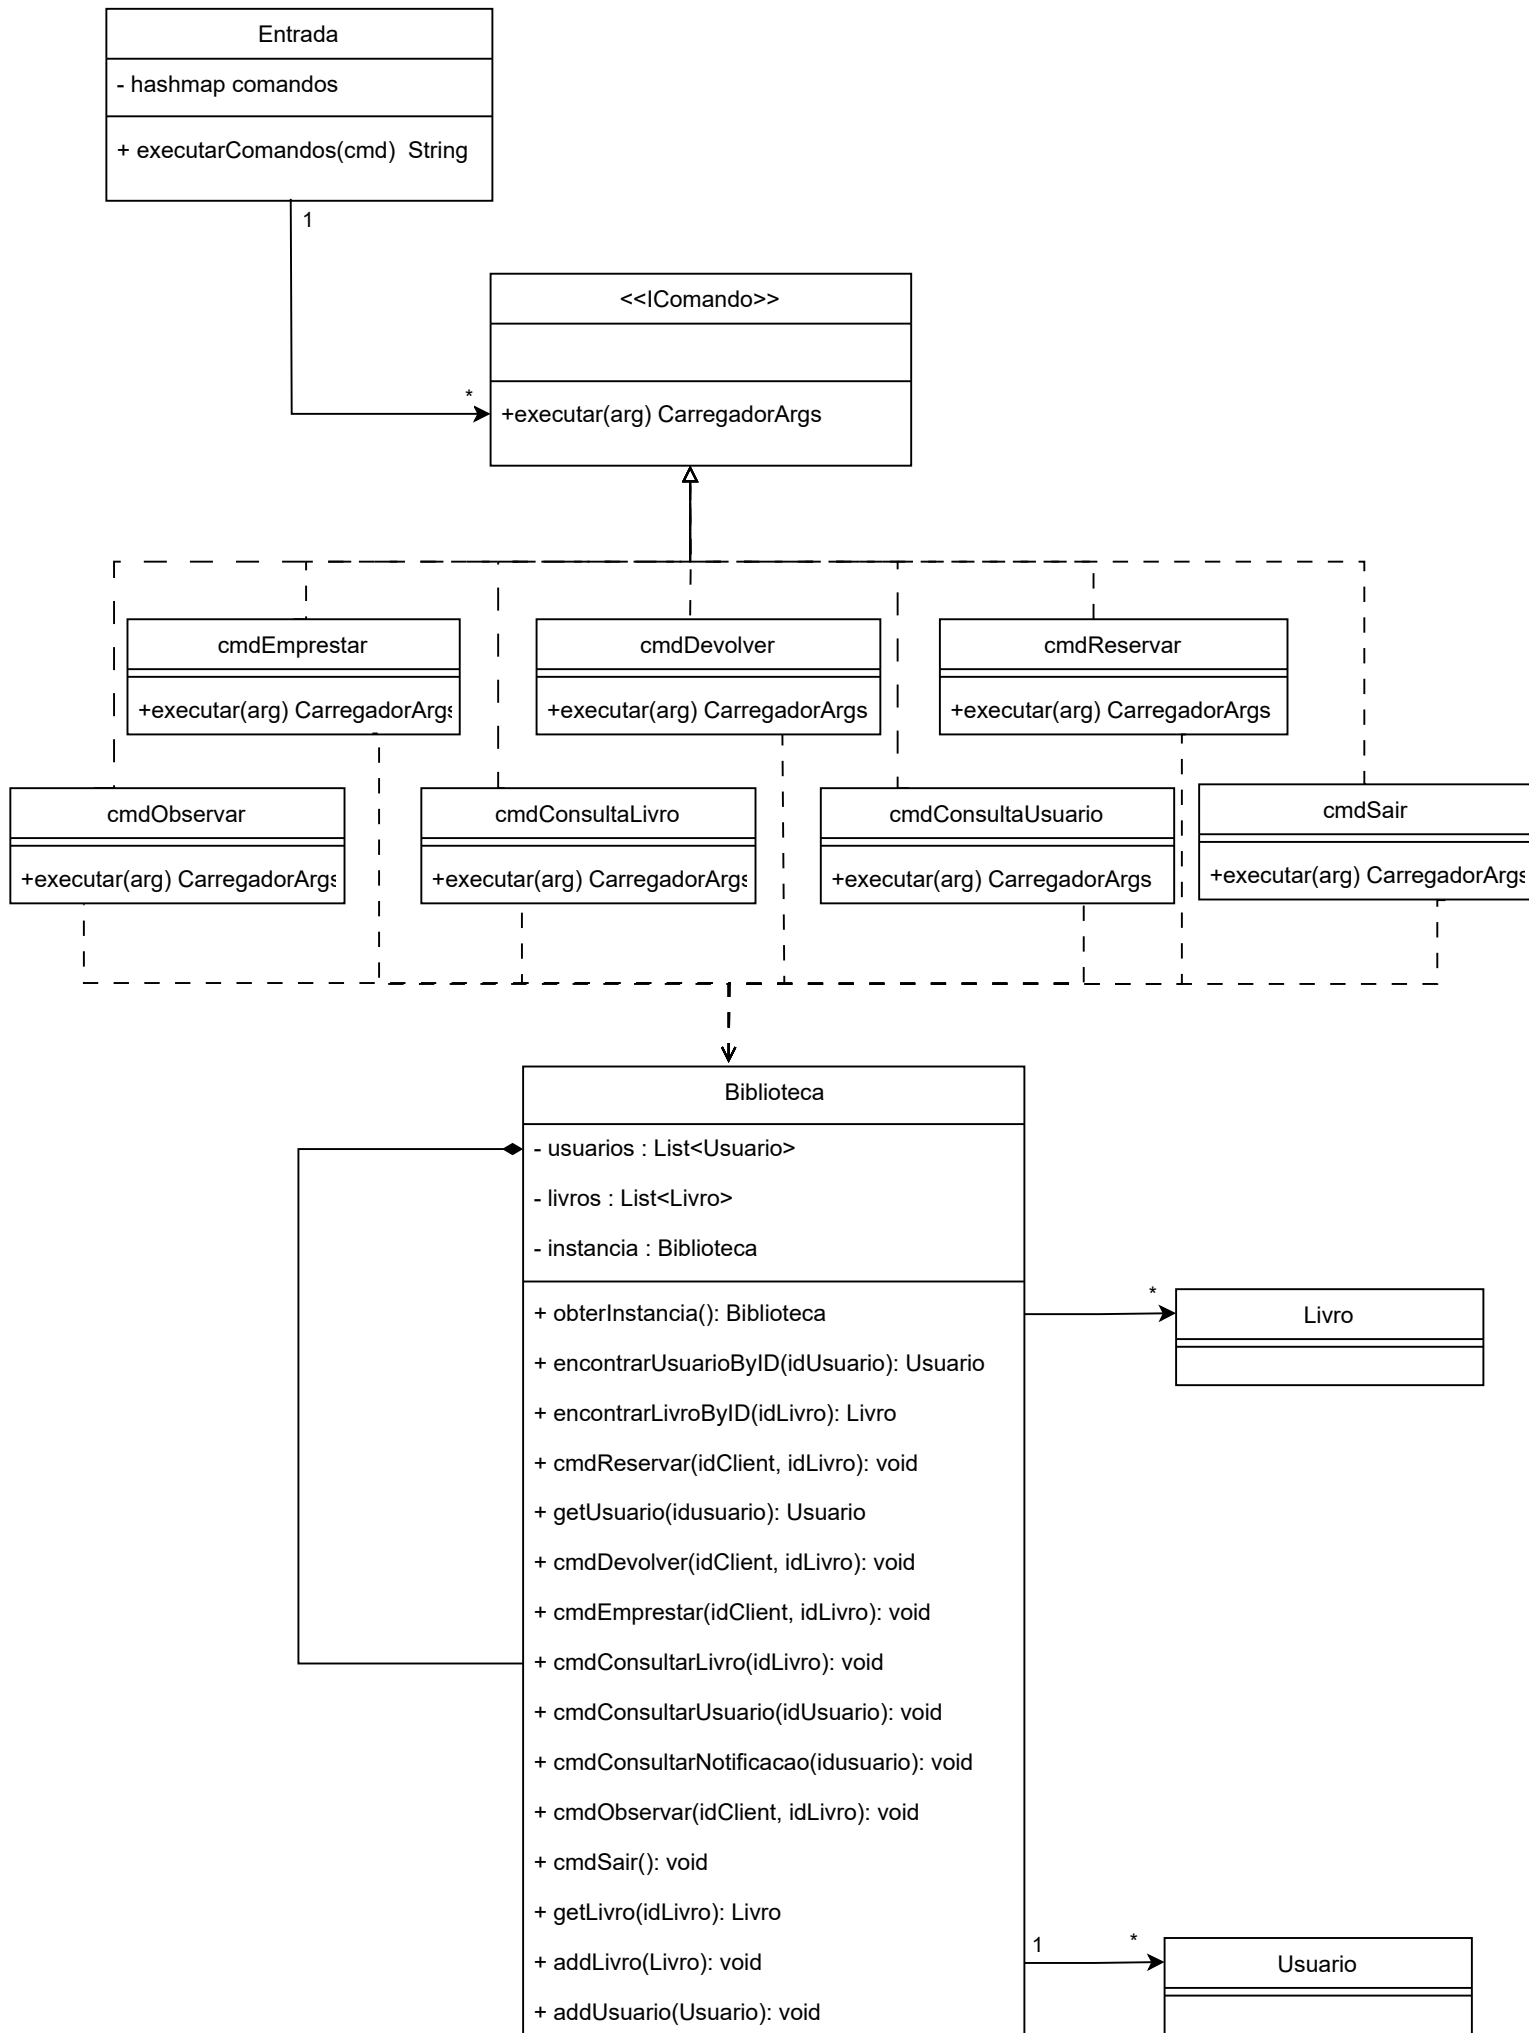 Entrada
- hashmap comandos
+ executarComandos(cmd)  String
1
<<IComando>>
*
+executar(arg) CarregadorArgs
cmdEmprestar
+executar(arg) CarregadorArgs
cmdDevolver
+executar(arg) CarregadorArgs
cmdReservar
+executar(arg) CarregadorArgs
cmdObservar
+executar(arg) CarregadorArgs
cmdConsultaLivro
+executar(arg) CarregadorArgs
cmdConsultaUsuario
+executar(arg) CarregadorArgs
cmdSair
+executar(arg) CarregadorArgs
Biblioteca
- usuarios : List<Usuario>
- livros : List<Livro>
- instancia : Biblioteca
+ obterInstancia(): Biblioteca
+ encontrarUsuarioByID(idUsuario): Usuario
+ encontrarLivroByID(idLivro): Livro
+ cmdReservar(idClient, idLivro): void
+ getUsuario(idusuario): Usuario
+ cmdDevolver(idClient, idLivro): void
+ cmdEmprestar(idClient, idLivro): void
+ cmdConsultarLivro(idLivro): void
+ cmdConsultarUsuario(idUsuario): void
+ cmdConsultarNotificacao(idusuario): void
+ cmdObservar(idClient, idLivro): void
+ cmdSair(): void
+ getLivro(idLivro): Livro
+ addLivro(Livro): void
+ addUsuario(Usuario): void
*
Livro
1
*
Usuario